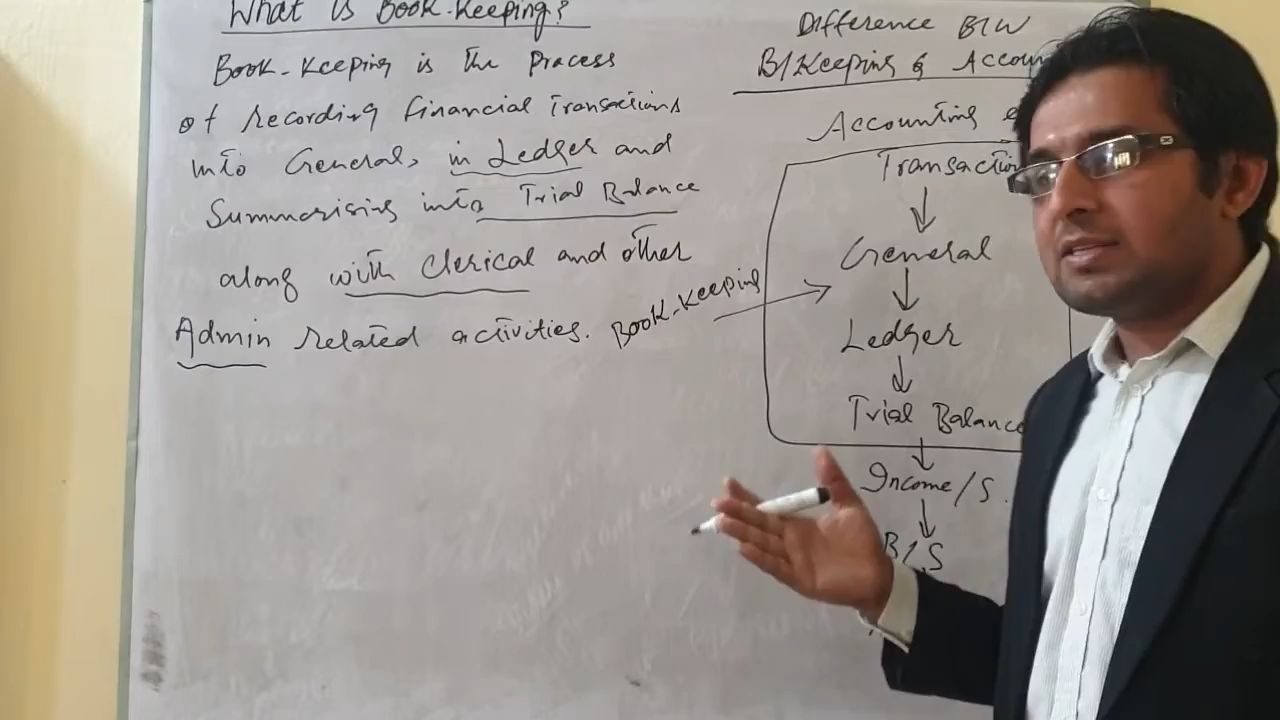 What is Book-Keeping?
Book-Keeping is the Process
of recording financial Transactions
into General, in Ledger and
Summarising into Trial Balance
along with Clerical and other
Admin related activities.
Difference B/W
B/Keeping & Accoun
Accounting
Transaction
General
Book-Keeping
Ledger
Trial Balance
Income/S.
B/S